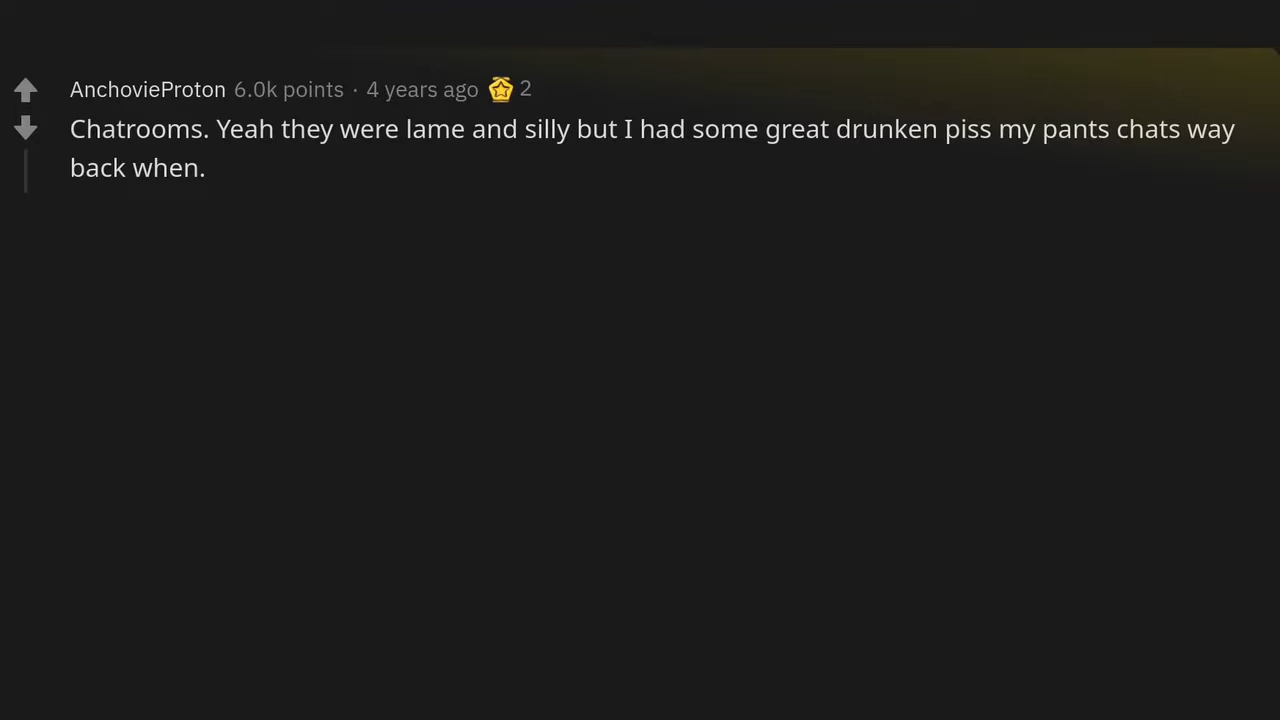 AnchovieProton 6.0k points · 4 years ago 2
Chatrooms. Yeah they were lame and silly but I had some great drunken piss my pants chats way
back when.